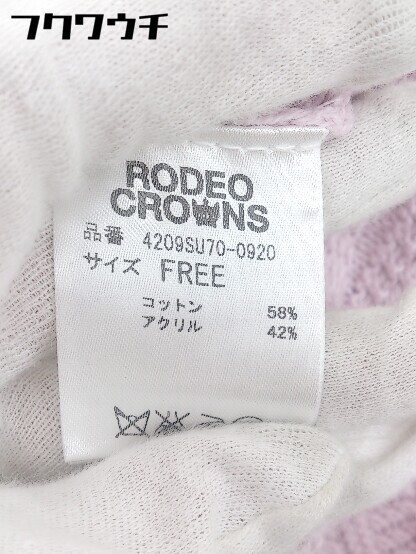 フクワウチ
RODEO
CROWNS
品番 4209SU70-0920
サイズ FREE
コットン 58%
アクリル 42%